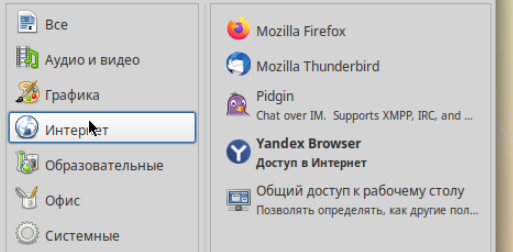 Все
Аудио и видео
Графика
Интернет
Образовательные
Офис
Системные
Mozilla Firefox
Mozilla Thunderbird
Pidgin
Chat over IM. Supports XMPP, IRC, and ...
Yandex Browser
Доступ в Интернет
Общий доступ к рабочему столу
Позволять определять, как другие пол...